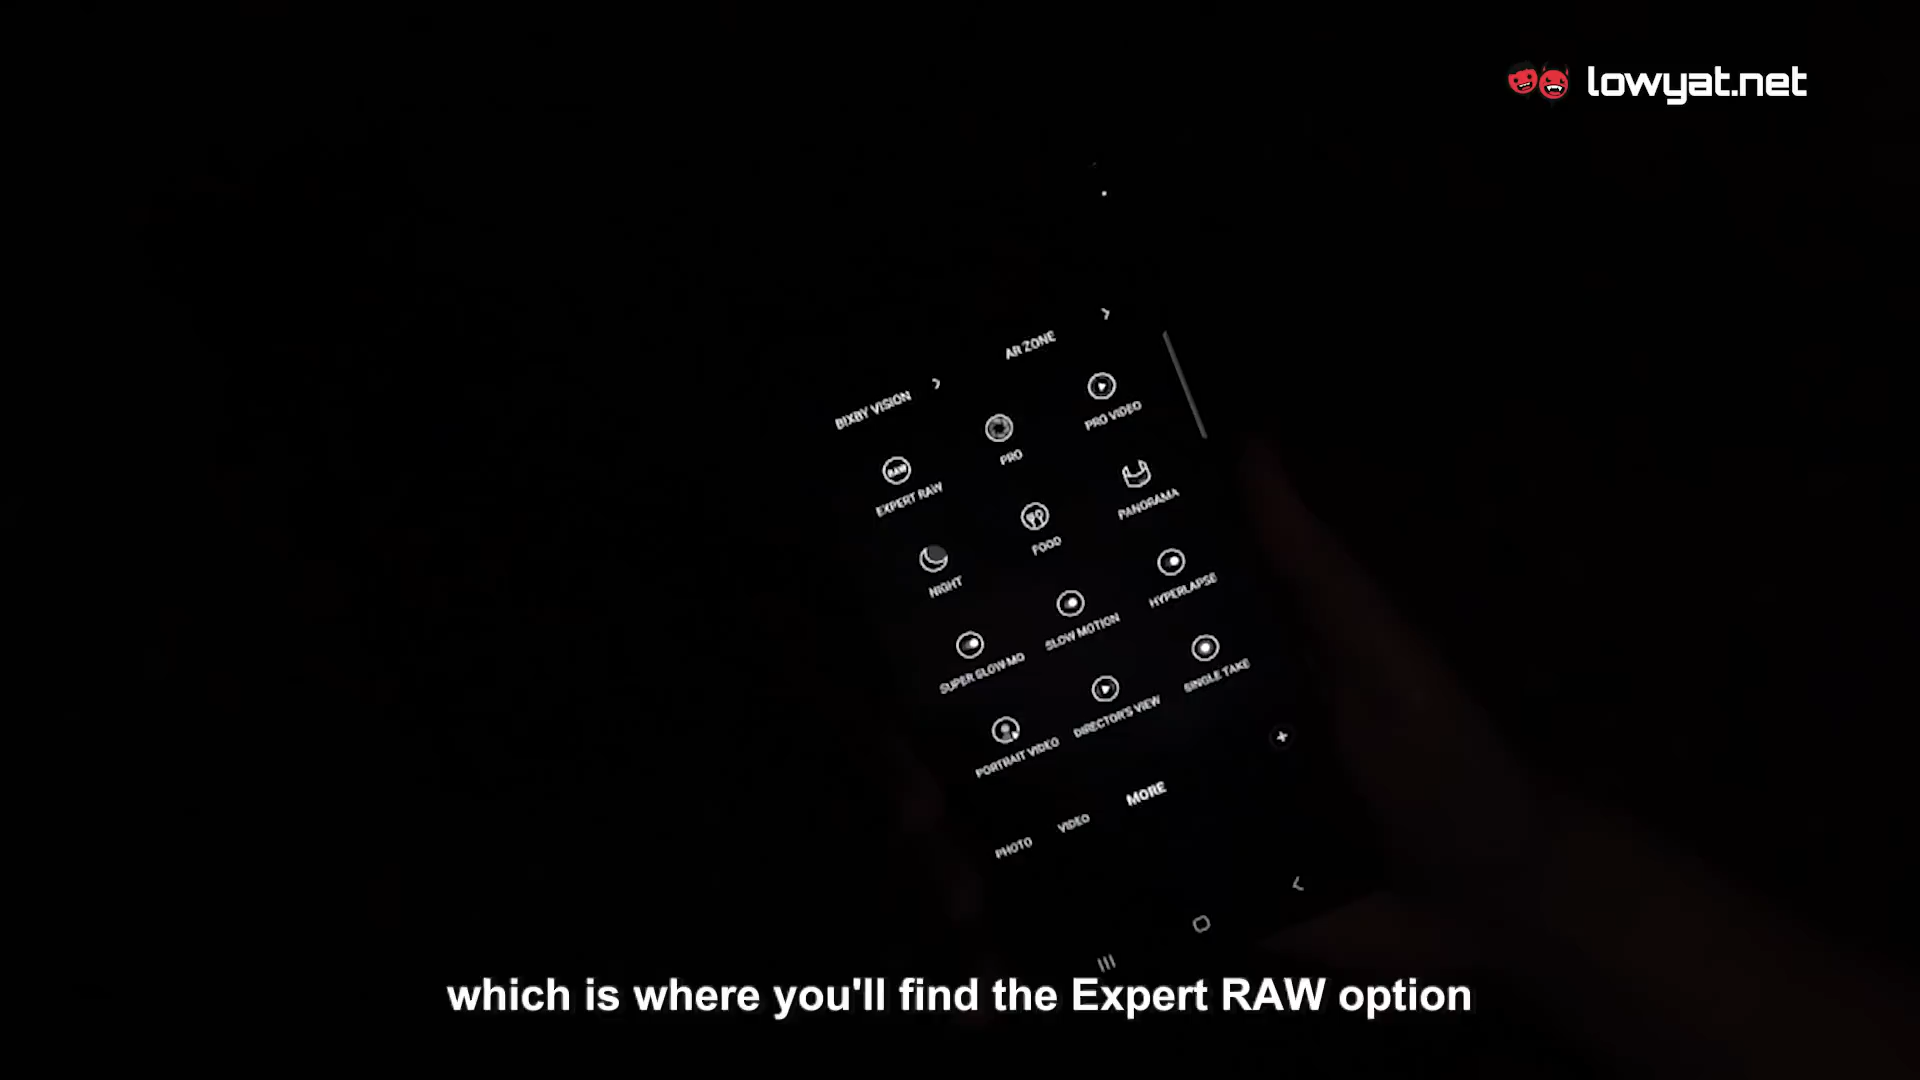 lowyat.net
BIXBY VISION
AR ZONE
RAW
EXPERT RAW
PRO
PRO VIDEO
NIGHT
FOOD
PANORAMA
SUPER SLOW MO
SLOW MOTION
HYPERLAPSE
PORTRAIT VIDEO
DIRECTOR'S VIEW
SINGLE TAKE
PHOTO
VIDEO
MORE
which is where you'll find the Expert RAW option